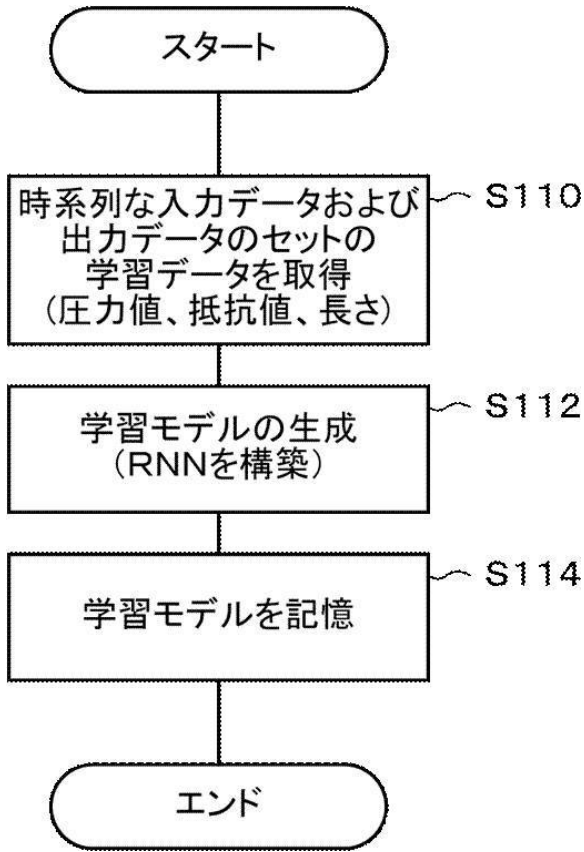 スタート
時系列な入力データおよび
出力データのセットの
学習データを取得
(圧力値、抵抗値、長さ)
S110
学習モデルの生成
(RNNを構築)
S112
学習モデルを記憶
S114
エンド